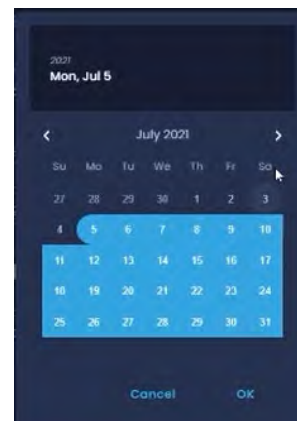 2021
Mon, Jul 5
July 2021
Su Mo Tu We Th Fr Sa
27 28 29 30 1 2 3
4 5 6 7 8 9 10
11 12 13 14 15 16 17
18 19 20 21 22 23 24
25 26 27 28 29 30 31
Cancel OK